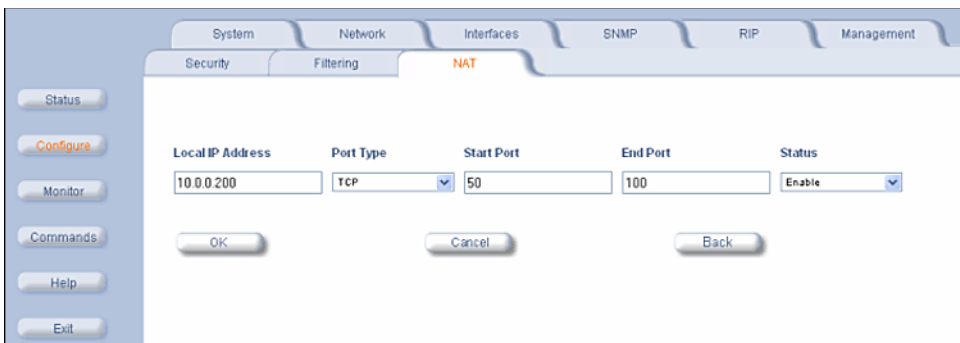 System Network Interfaces SNMP RIP Management
Security Filtering NAT
Status
Configure
Monitor
Commands
Help
Exit
Local IP Address Port Type Start Port End Port Status
10.0.0.200 TCP 50 100 Enable
OK Cancel Back